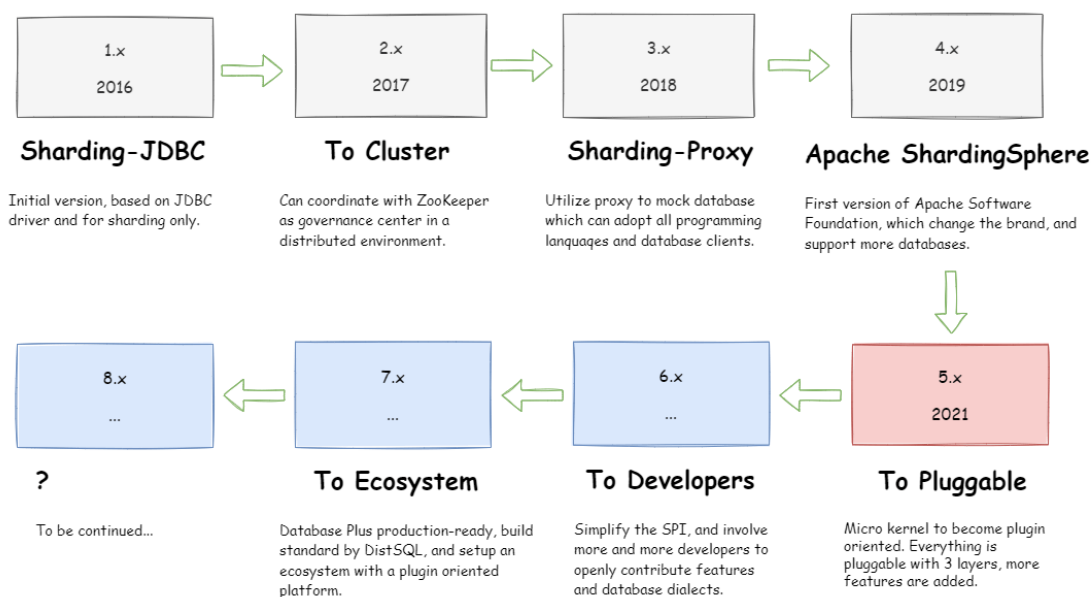 1.x
2016
2.x
2017
3.x
2018
4.x
2019
Sharding-JDBC
To Cluster
Sharding-Proxy
Apache ShardingSphere
Initial version, based on JDBC
driver and for sharding only.
Can coordinate with ZooKeeper
as governance center in a
distributed environment.
Utilize proxy to mock database
which can adopt all programming
languages and database clients.
First version of Apache Software
Foundation, which change the brand, and
support more databases.
8.x
...
7.x
...
6.x
...
5.x
2021
?
To Ecosystem
To Developers
To Pluggable
To be continued...
Database Plus production-ready, build
standard by DistSQL, and setup an
ecosystem with a plugin oriented
platform.
Simplify the SPI, and involve
more and more developers to
openly contribute features
and database dialects.
Micro kernel to become plugin
oriented. Everything is
pluggable with 3 layers, more
features are added.